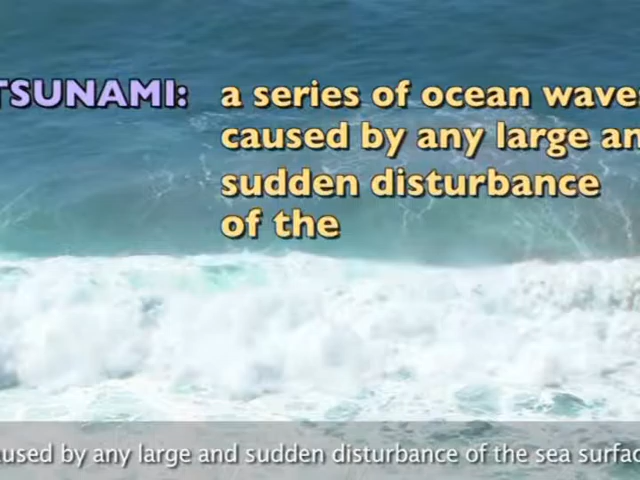 TSUNAMI: a series of ocean wave
caused by any large an
sudden disturbance
of the
used by any large and sudden disturbance of the sea surfac